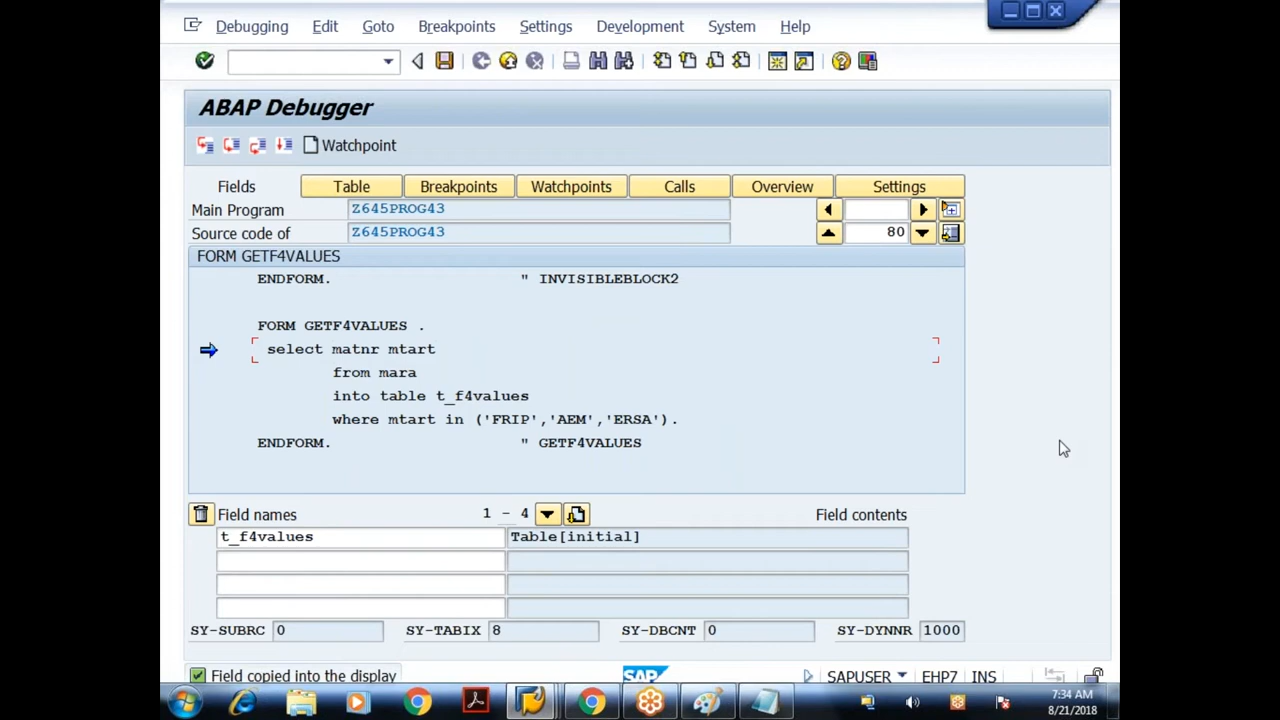 Debugging Edit Goto Breakpoints Settings Development System Help
ABAP Debugger
Watchpoint
Fields Table Breakpoints Watchpoints Calls Overview Settings
Main Program Z645PROG43
Source code of Z645PROG43 80
FORM GETF4VALUES
ENDFORM. " INVISIBLEBLOCK2
FORM GETF4VALUES .
select matnr mtart
from mara
into table t_f4values
where mtart in ('FRIP','AEM','ERSA').
ENDFORM. " GETF4VALUES
Field names 1 - 4 Field contents
t_f4values Table[initial]
SY-SUBRC 0 SY-TABIX 8 SY-DBCNT 0 SY-DYNNR 1000
Field copied into the display SAP SAPUSER EHP7 INS
7:34 AM
8/21/2018